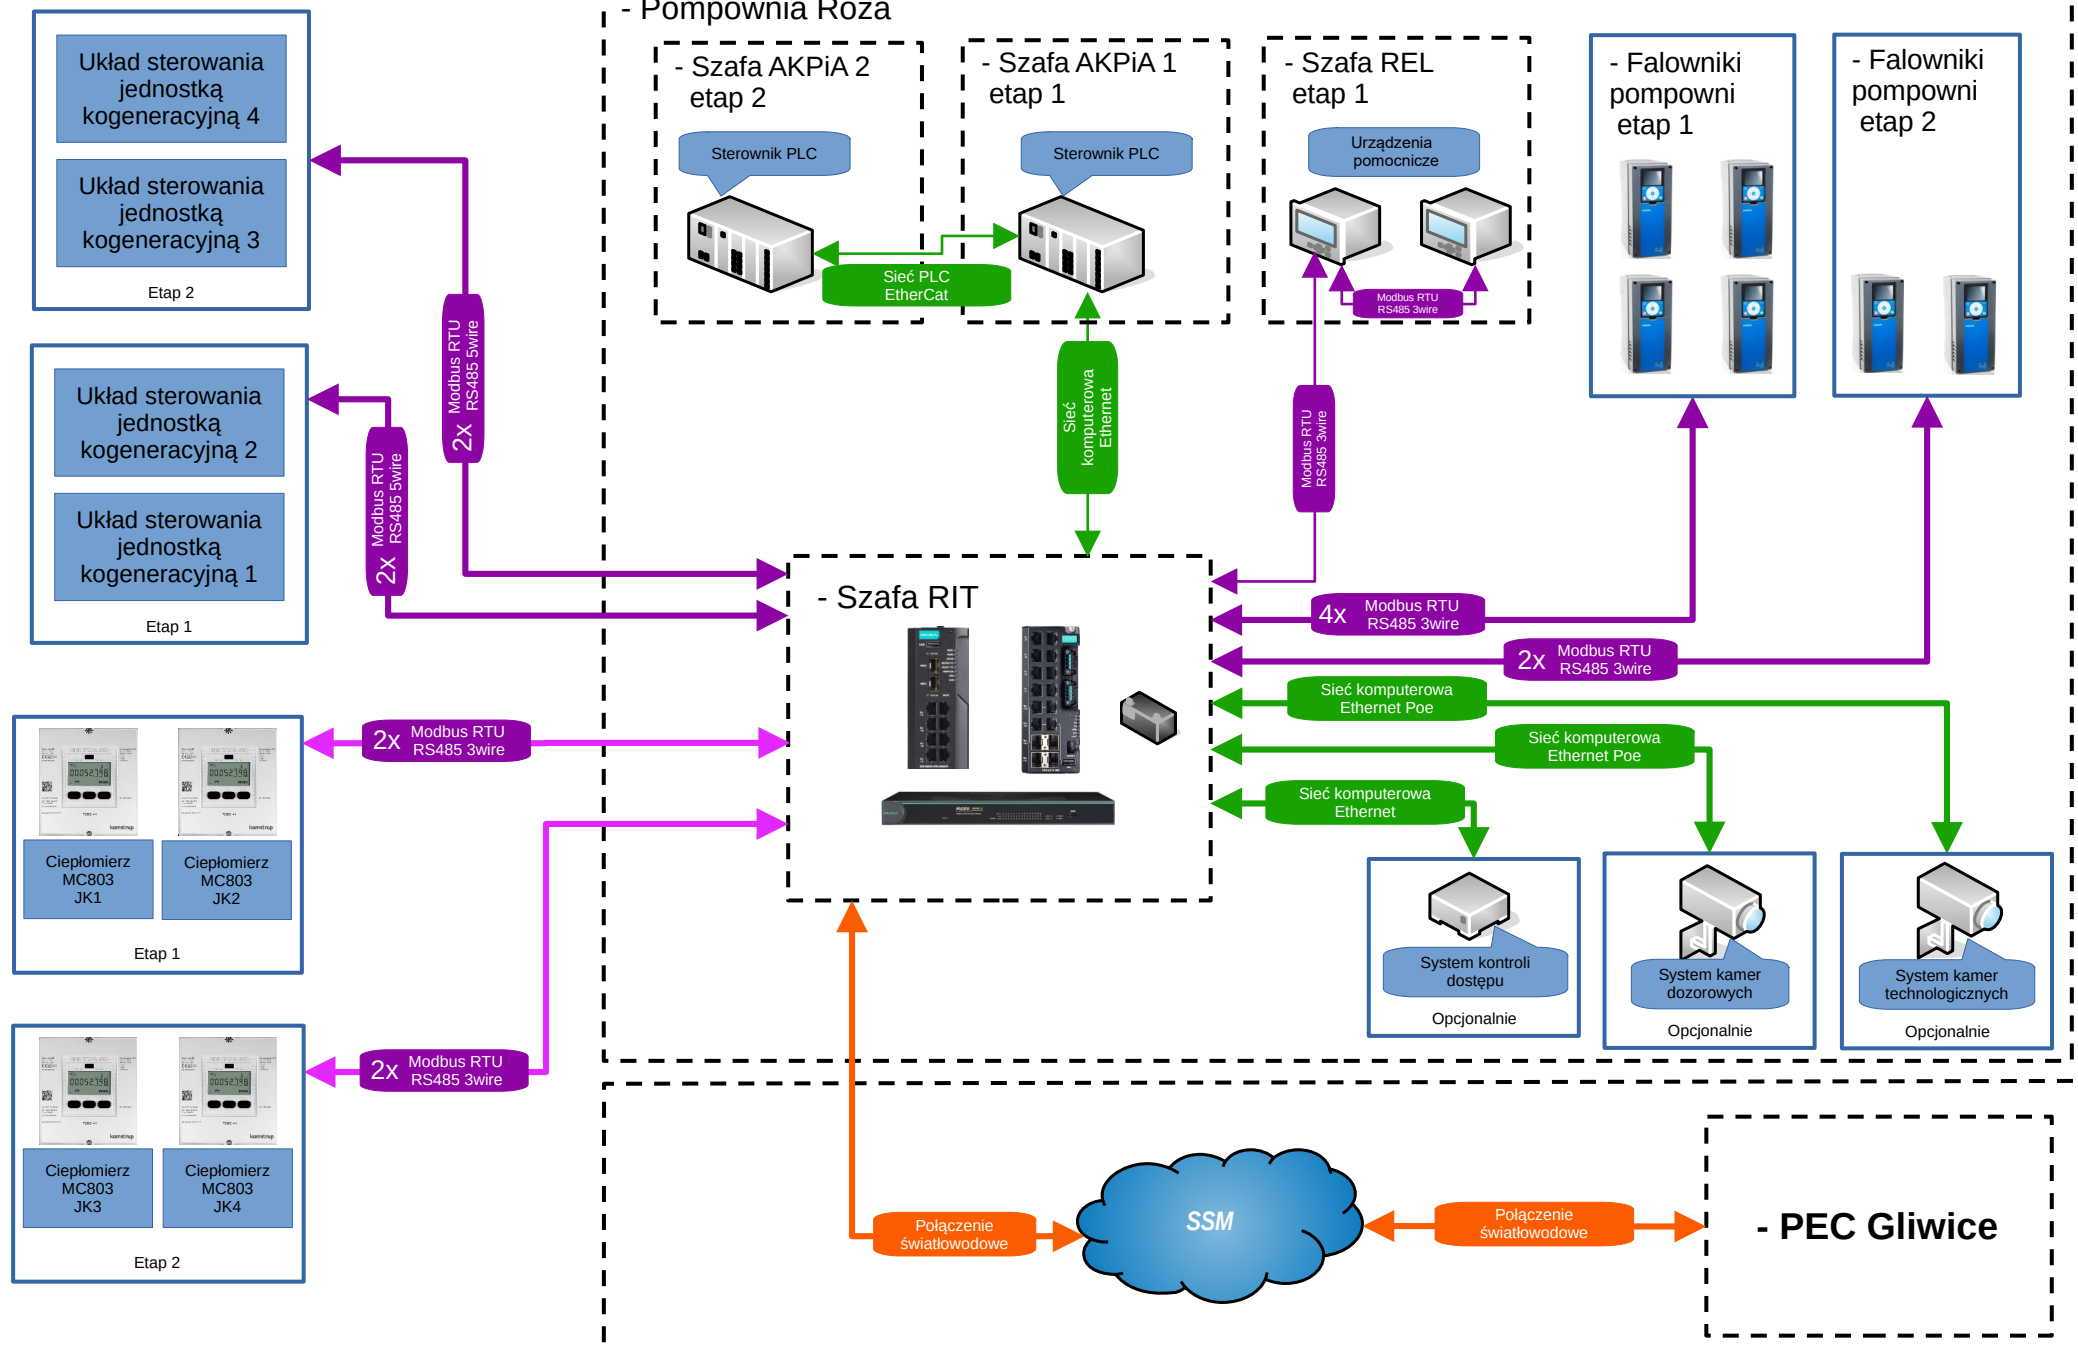 - Pompownia Róża
Układ sterowania
jednostką
kogeneracyjną 4
Układ sterowania
jednostką
kogeneracyjną 3
Etap 2
Układ sterowania
jednostką
kogeneracyjną 2
Układ sterowania
jednostką
kogeneracyjną 1
Etap 1
2x Modbus RTU
RS485 5wire
2x Modbus RTU
RS485 5wire
- Szafa AKPiA 2
etap 2
Sterownik PLC
- Szafa AKPiA 1
etap 1
Sterownik PLC
Sieć PLC
EtherCat
- Szafa REL
etap 1
Urządzenia
pomocnicze
Modbus RTU
RS485 3wire
- Falowniki
pompowni
etap 1
- Falowniki
pompowni
etap 2
Sieć
komputerowa
Ethernet
Modbus RTU
RS485 3wire
- Szafa RIT
4x Modbus RTU
RS485 3wire
2x Modbus RTU
RS485 3wire
Sieć komputerowa
Ethernet Poe
Sieć komputerowa
Ethernet Poe
Sieć komputerowa
Ethernet
2x Modbus RTU
RS485 3wire
kamstrup
kamstrup
Ciepłomierz
MC803
JK1
Ciepłomierz
MC803
JK2
Etap 1
System kontroli
dostępu
Opcjonalnie
System kamer
dozorowych
Opcjonalnie
System kamer
technologicznych
Opcjonalnie
2x Modbus RTU
RS485 3wire
kamstrup
kamstrup
Ciepłomierz
MC803
JK3
Ciepłomierz
MC803
JK4
Etap 2
Połączenie
światłowodowe
SSM
Połączenie
światłowodowe
- PEC Gliwice